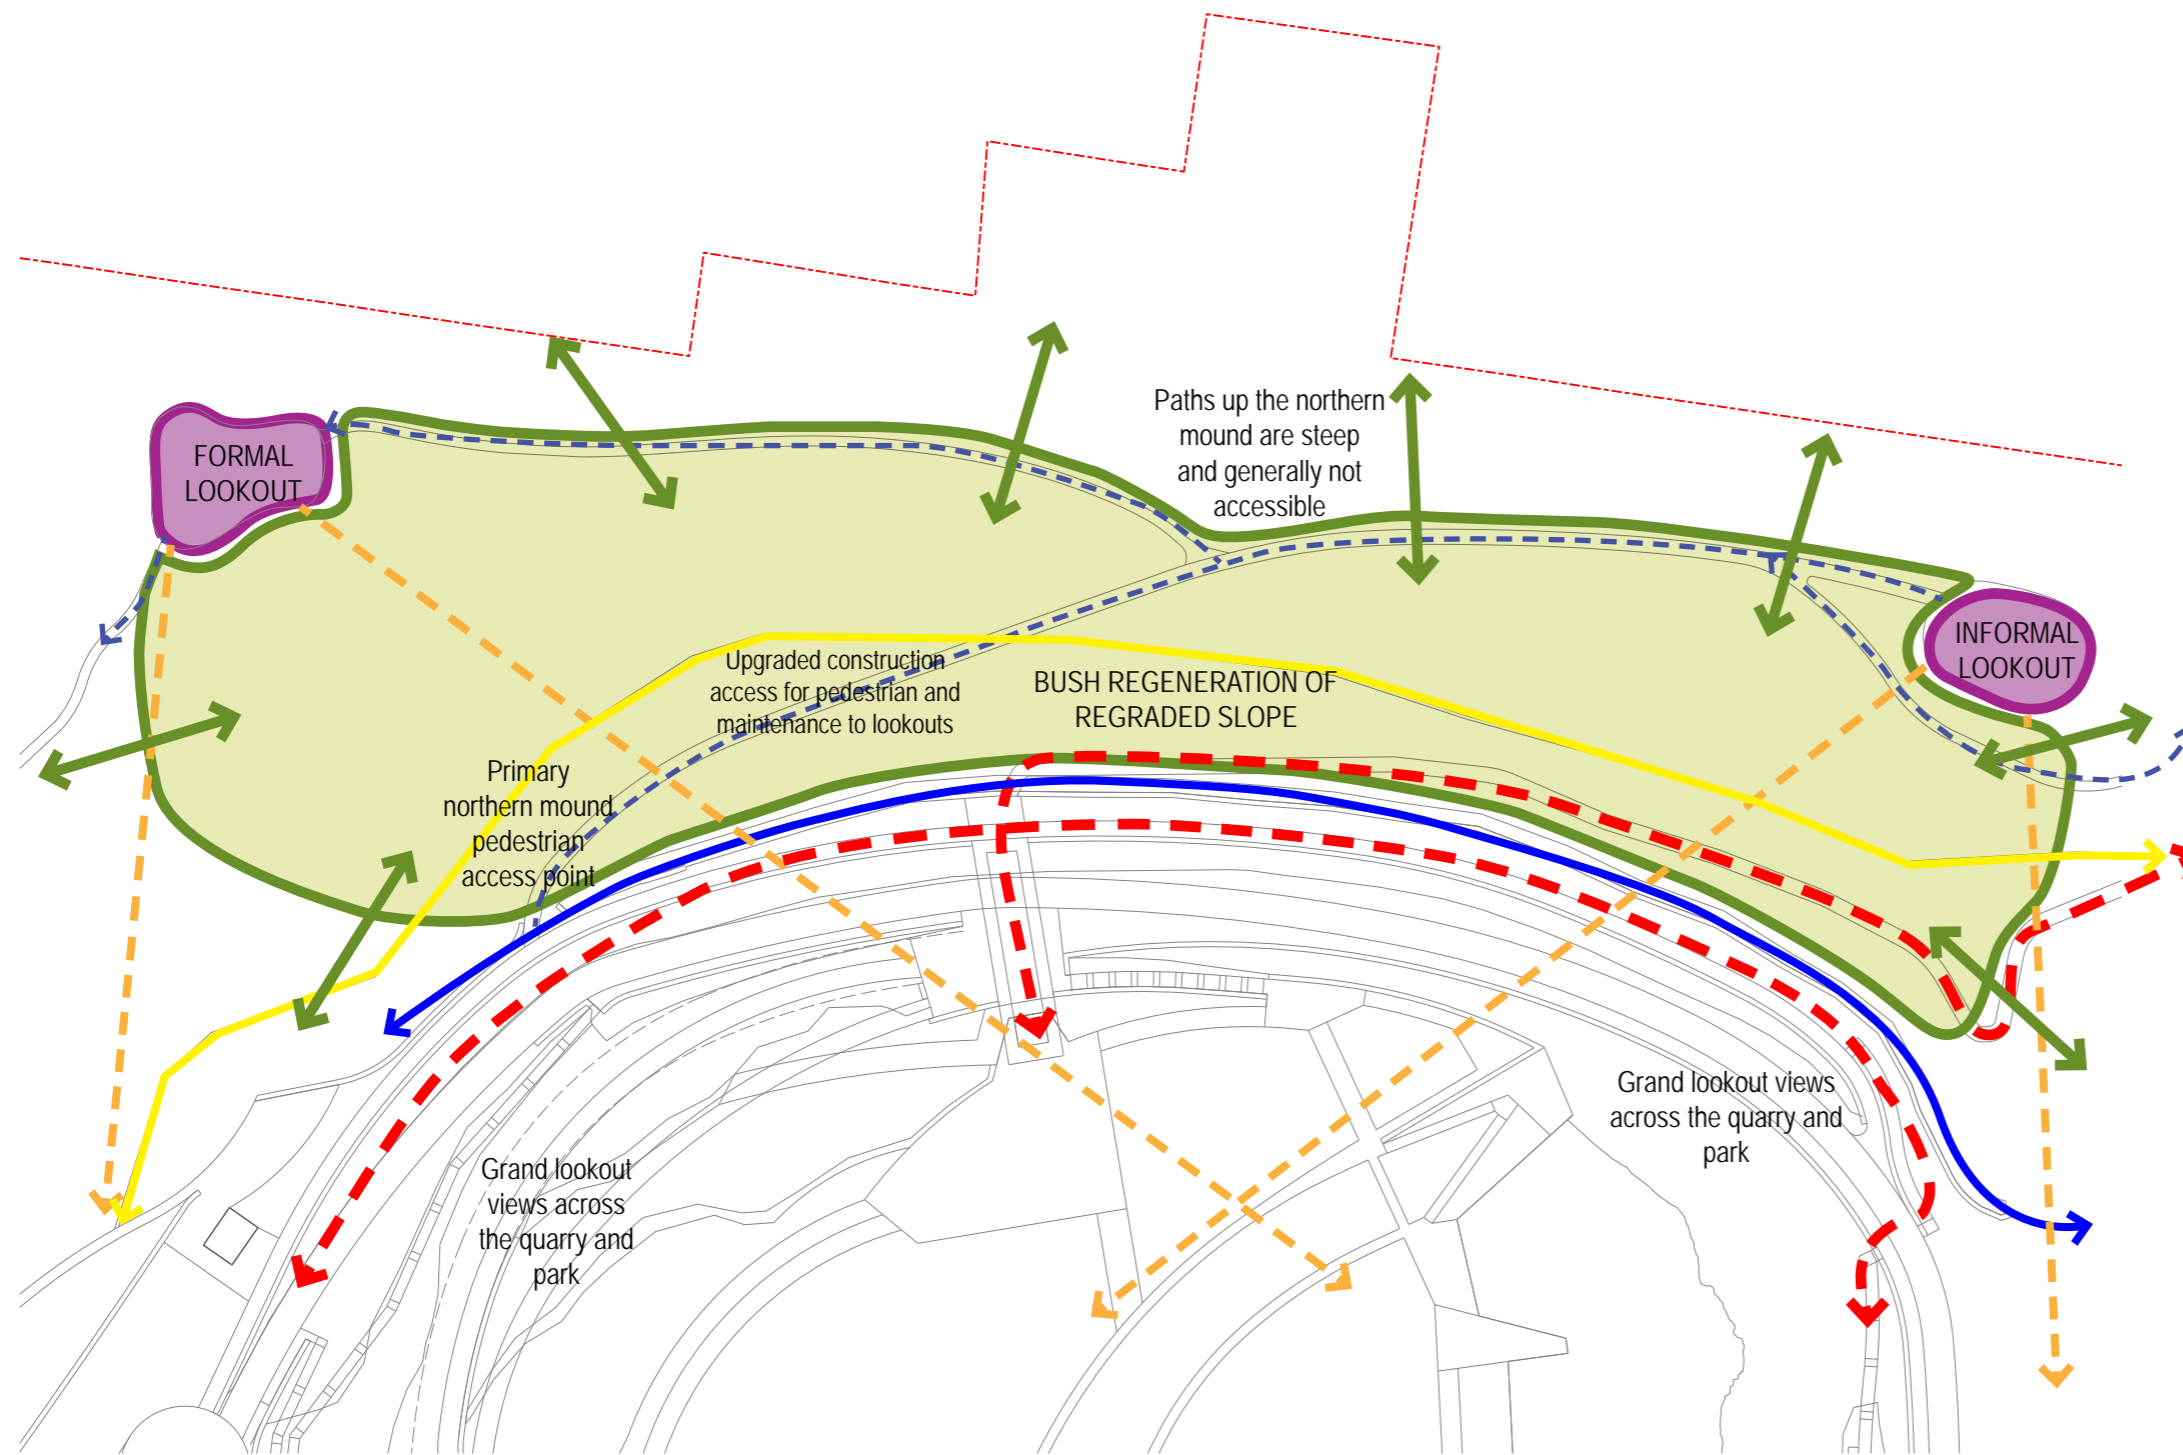 Paths up the northern
mound are steep
and generally not
accessible
FORMAL
LOOKOUT
INFORMAL
LOOKOUT
Upgraded construction
access for pedestrian and
maintenance to lookouts
BUSH REGENERATION OF
REGRADED SLOPE
Primary
northern mound
pedestrian
access point
Grand lookout views
across the quarry and
park
Grand lookout
views across
the quarry and
park